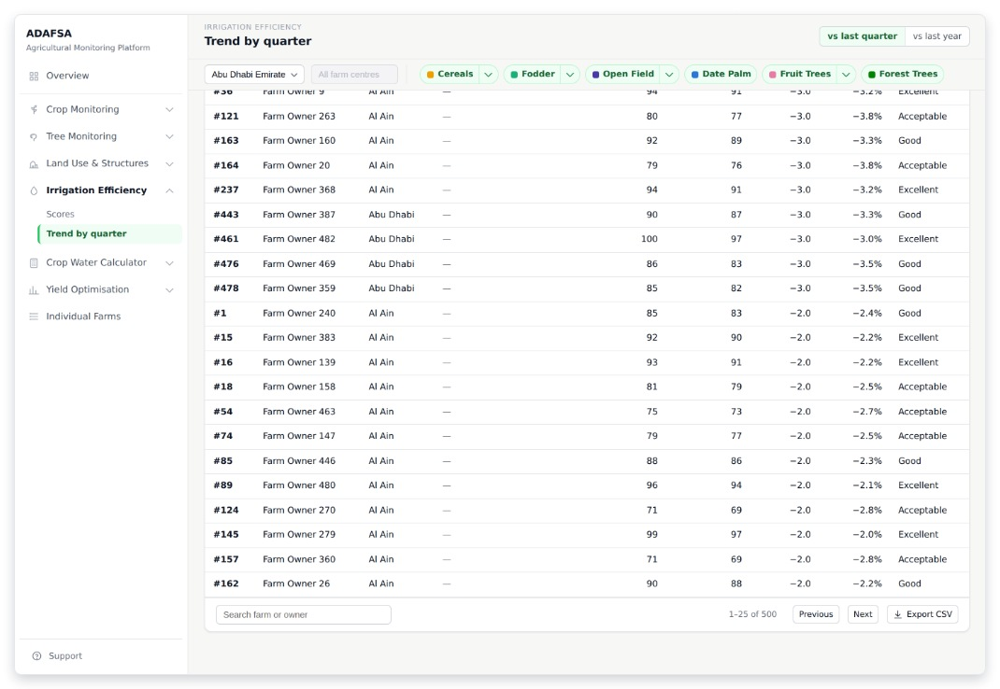 ADAFSA
Agricultural Monitoring Platform
Overview
Crop Monitoring
Tree Monitoring
Land Use & Structures
Irrigation Efficiency
Scores
Trend by quarter
Crop Water Calculator
Yield Optimisation
Individual Farms
Support
IRRIGATION EFFICIENCY
Trend by quarter
vs last quarter vs last year
Abu Dhabi Emirate All farm centres Cereals Fodder Open Field Date Palm Fruit Trees Forest Trees
#36 Farm Owner 9 Al Ain — 94 91 −3.0 −3.2% Excellent
#121 Farm Owner 263 Al Ain — 80 77 −3.0 −3.8% Acceptable
#163 Farm Owner 160 Al Ain — 92 89 −3.0 −3.3% Good
#164 Farm Owner 20 Al Ain — 79 76 −3.0 −3.8% Acceptable
#237 Farm Owner 368 Al Ain — 94 91 −3.0 −3.2% Excellent
#443 Farm Owner 387 Abu Dhabi — 90 87 −3.0 −3.3% Good
#461 Farm Owner 482 Abu Dhabi — 100 97 −3.0 −3.0% Excellent
#476 Farm Owner 469 Abu Dhabi — 86 83 −3.0 −3.5% Good
#478 Farm Owner 359 Abu Dhabi — 85 82 −3.0 −3.5% Good
#1 Farm Owner 240 Al Ain — 85 83 −2.0 −2.4% Good
#15 Farm Owner 383 Al Ain — 92 90 −2.0 −2.2% Excellent
#16 Farm Owner 139 Al Ain — 93 91 −2.0 −2.2% Excellent
#18 Farm Owner 158 Al Ain — 81 79 −2.0 −2.5% Acceptable
#54 Farm Owner 463 Al Ain — 75 73 −2.0 −2.7% Acceptable
#74 Farm Owner 147 Al Ain — 79 77 −2.0 −2.5% Acceptable
#85 Farm Owner 446 Al Ain — 88 86 −2.0 −2.3% Good
#89 Farm Owner 480 Al Ain — 96 94 −2.0 −2.1% Excellent
#124 Farm Owner 270 Al Ain — 71 69 −2.0 −2.8% Acceptable
#145 Farm Owner 279 Al Ain — 99 97 −2.0 −2.0% Excellent
#157 Farm Owner 360 Al Ain — 71 69 −2.0 −2.8% Acceptable
#162 Farm Owner 26 Al Ain — 90 88 −2.0 −2.2% Good
Search farm or owner 1–25 of 500 Previous Next Export CSV